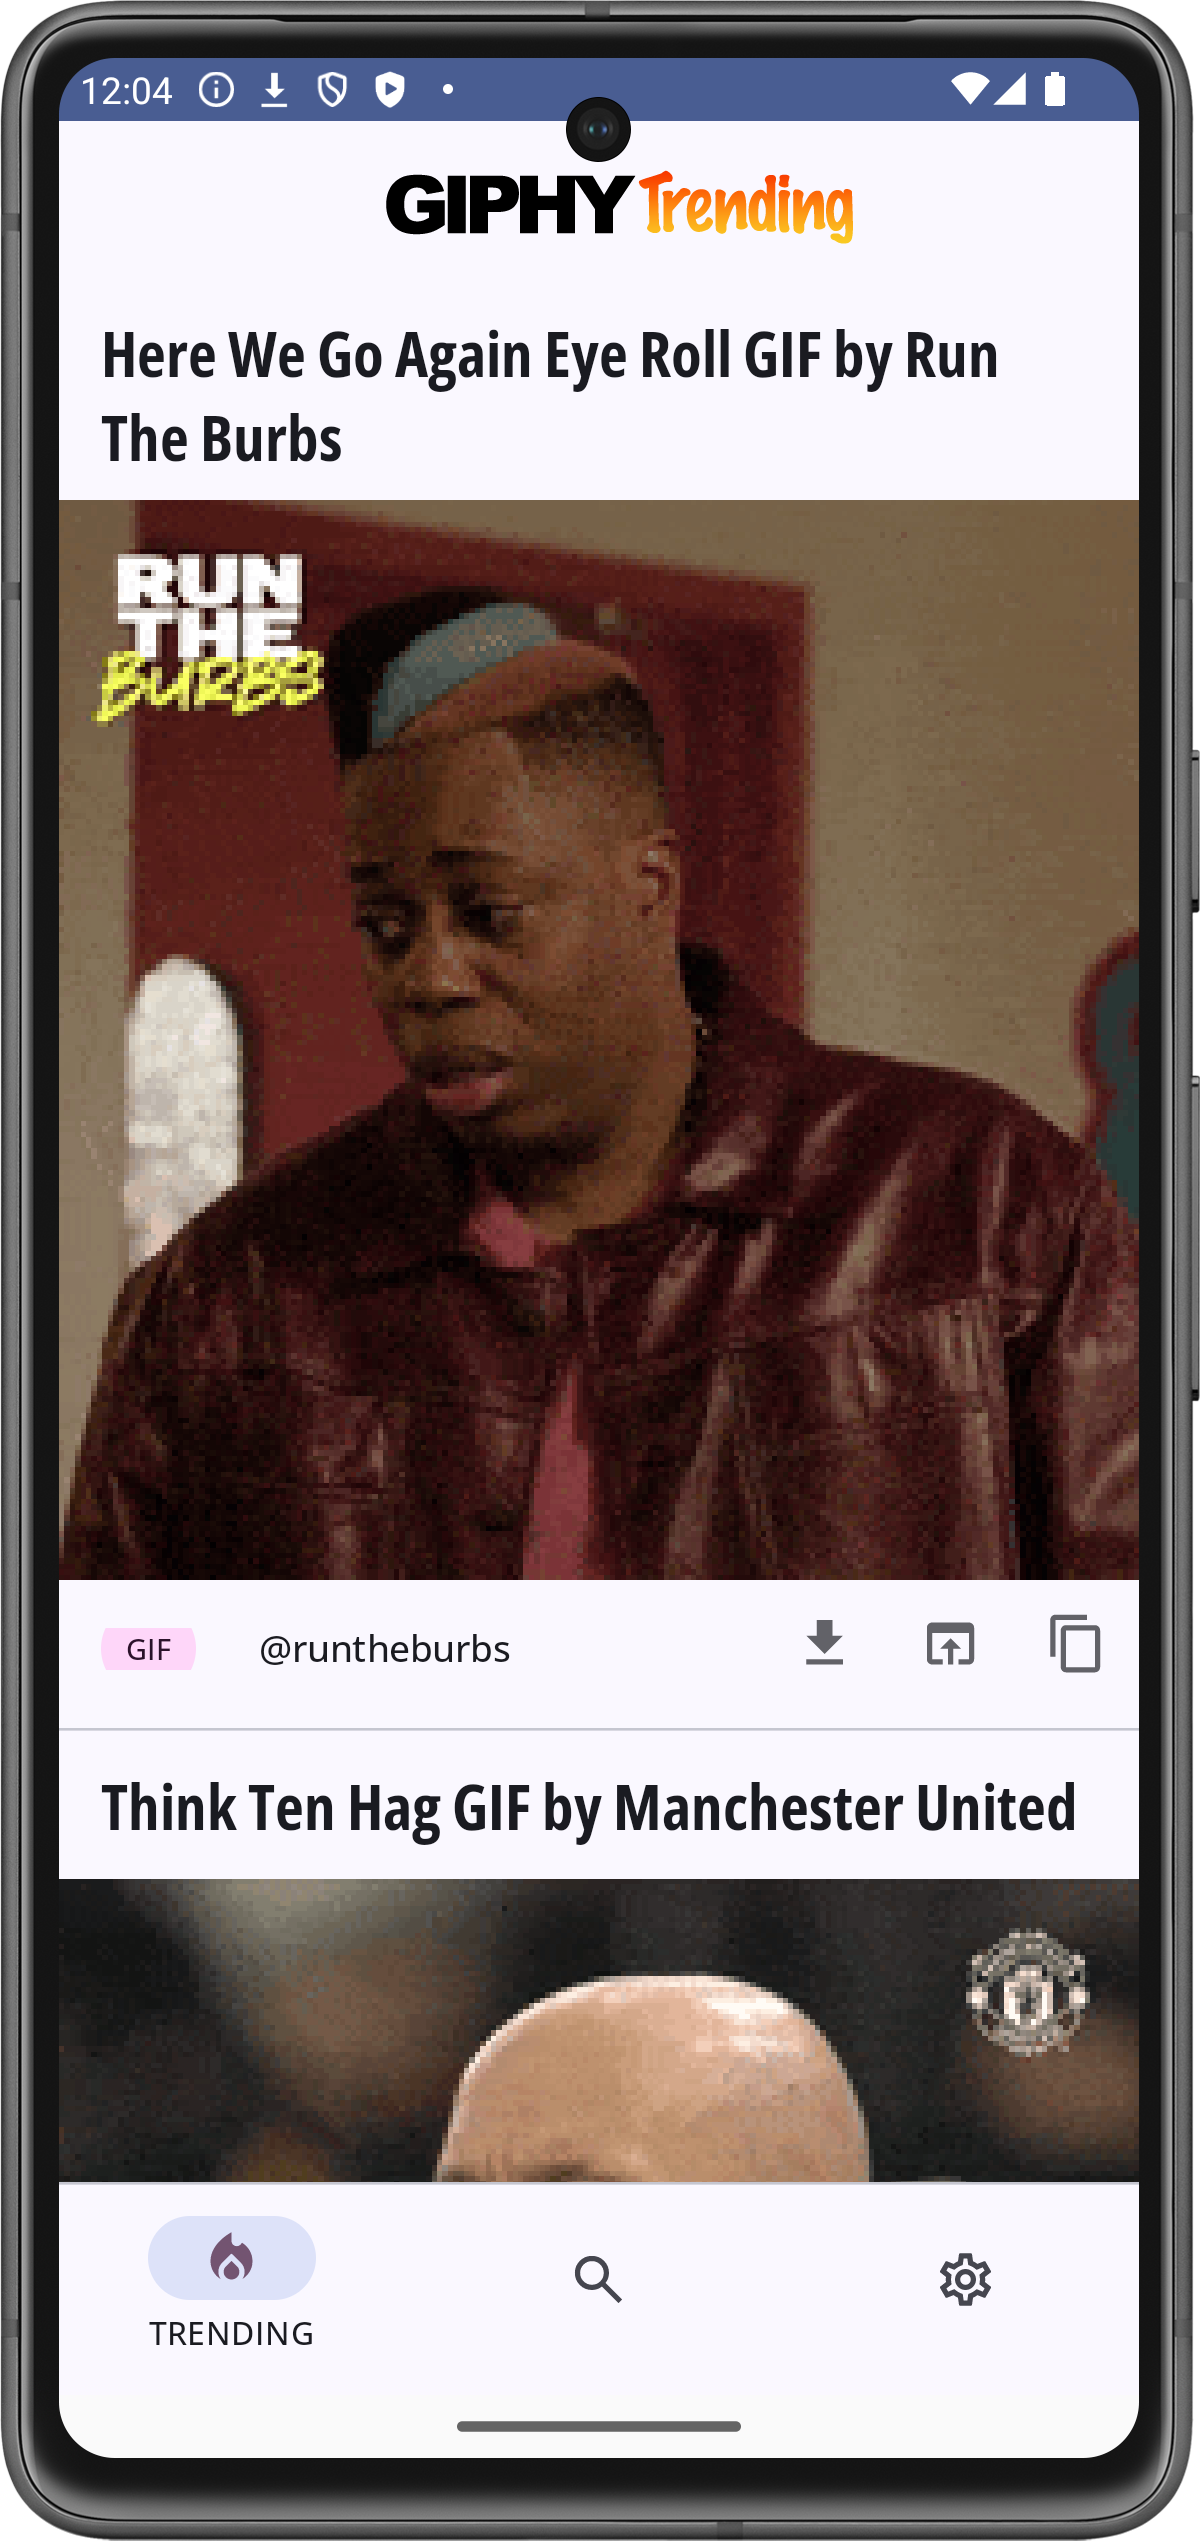 12:04
GIPHY Trending
Here We Go Again Eye Roll GIF by Run
The Burbs
RUN
THE
BURBS
GIF @runtheburbs
Think Ten Hag GIF by Manchester United
TRENDING